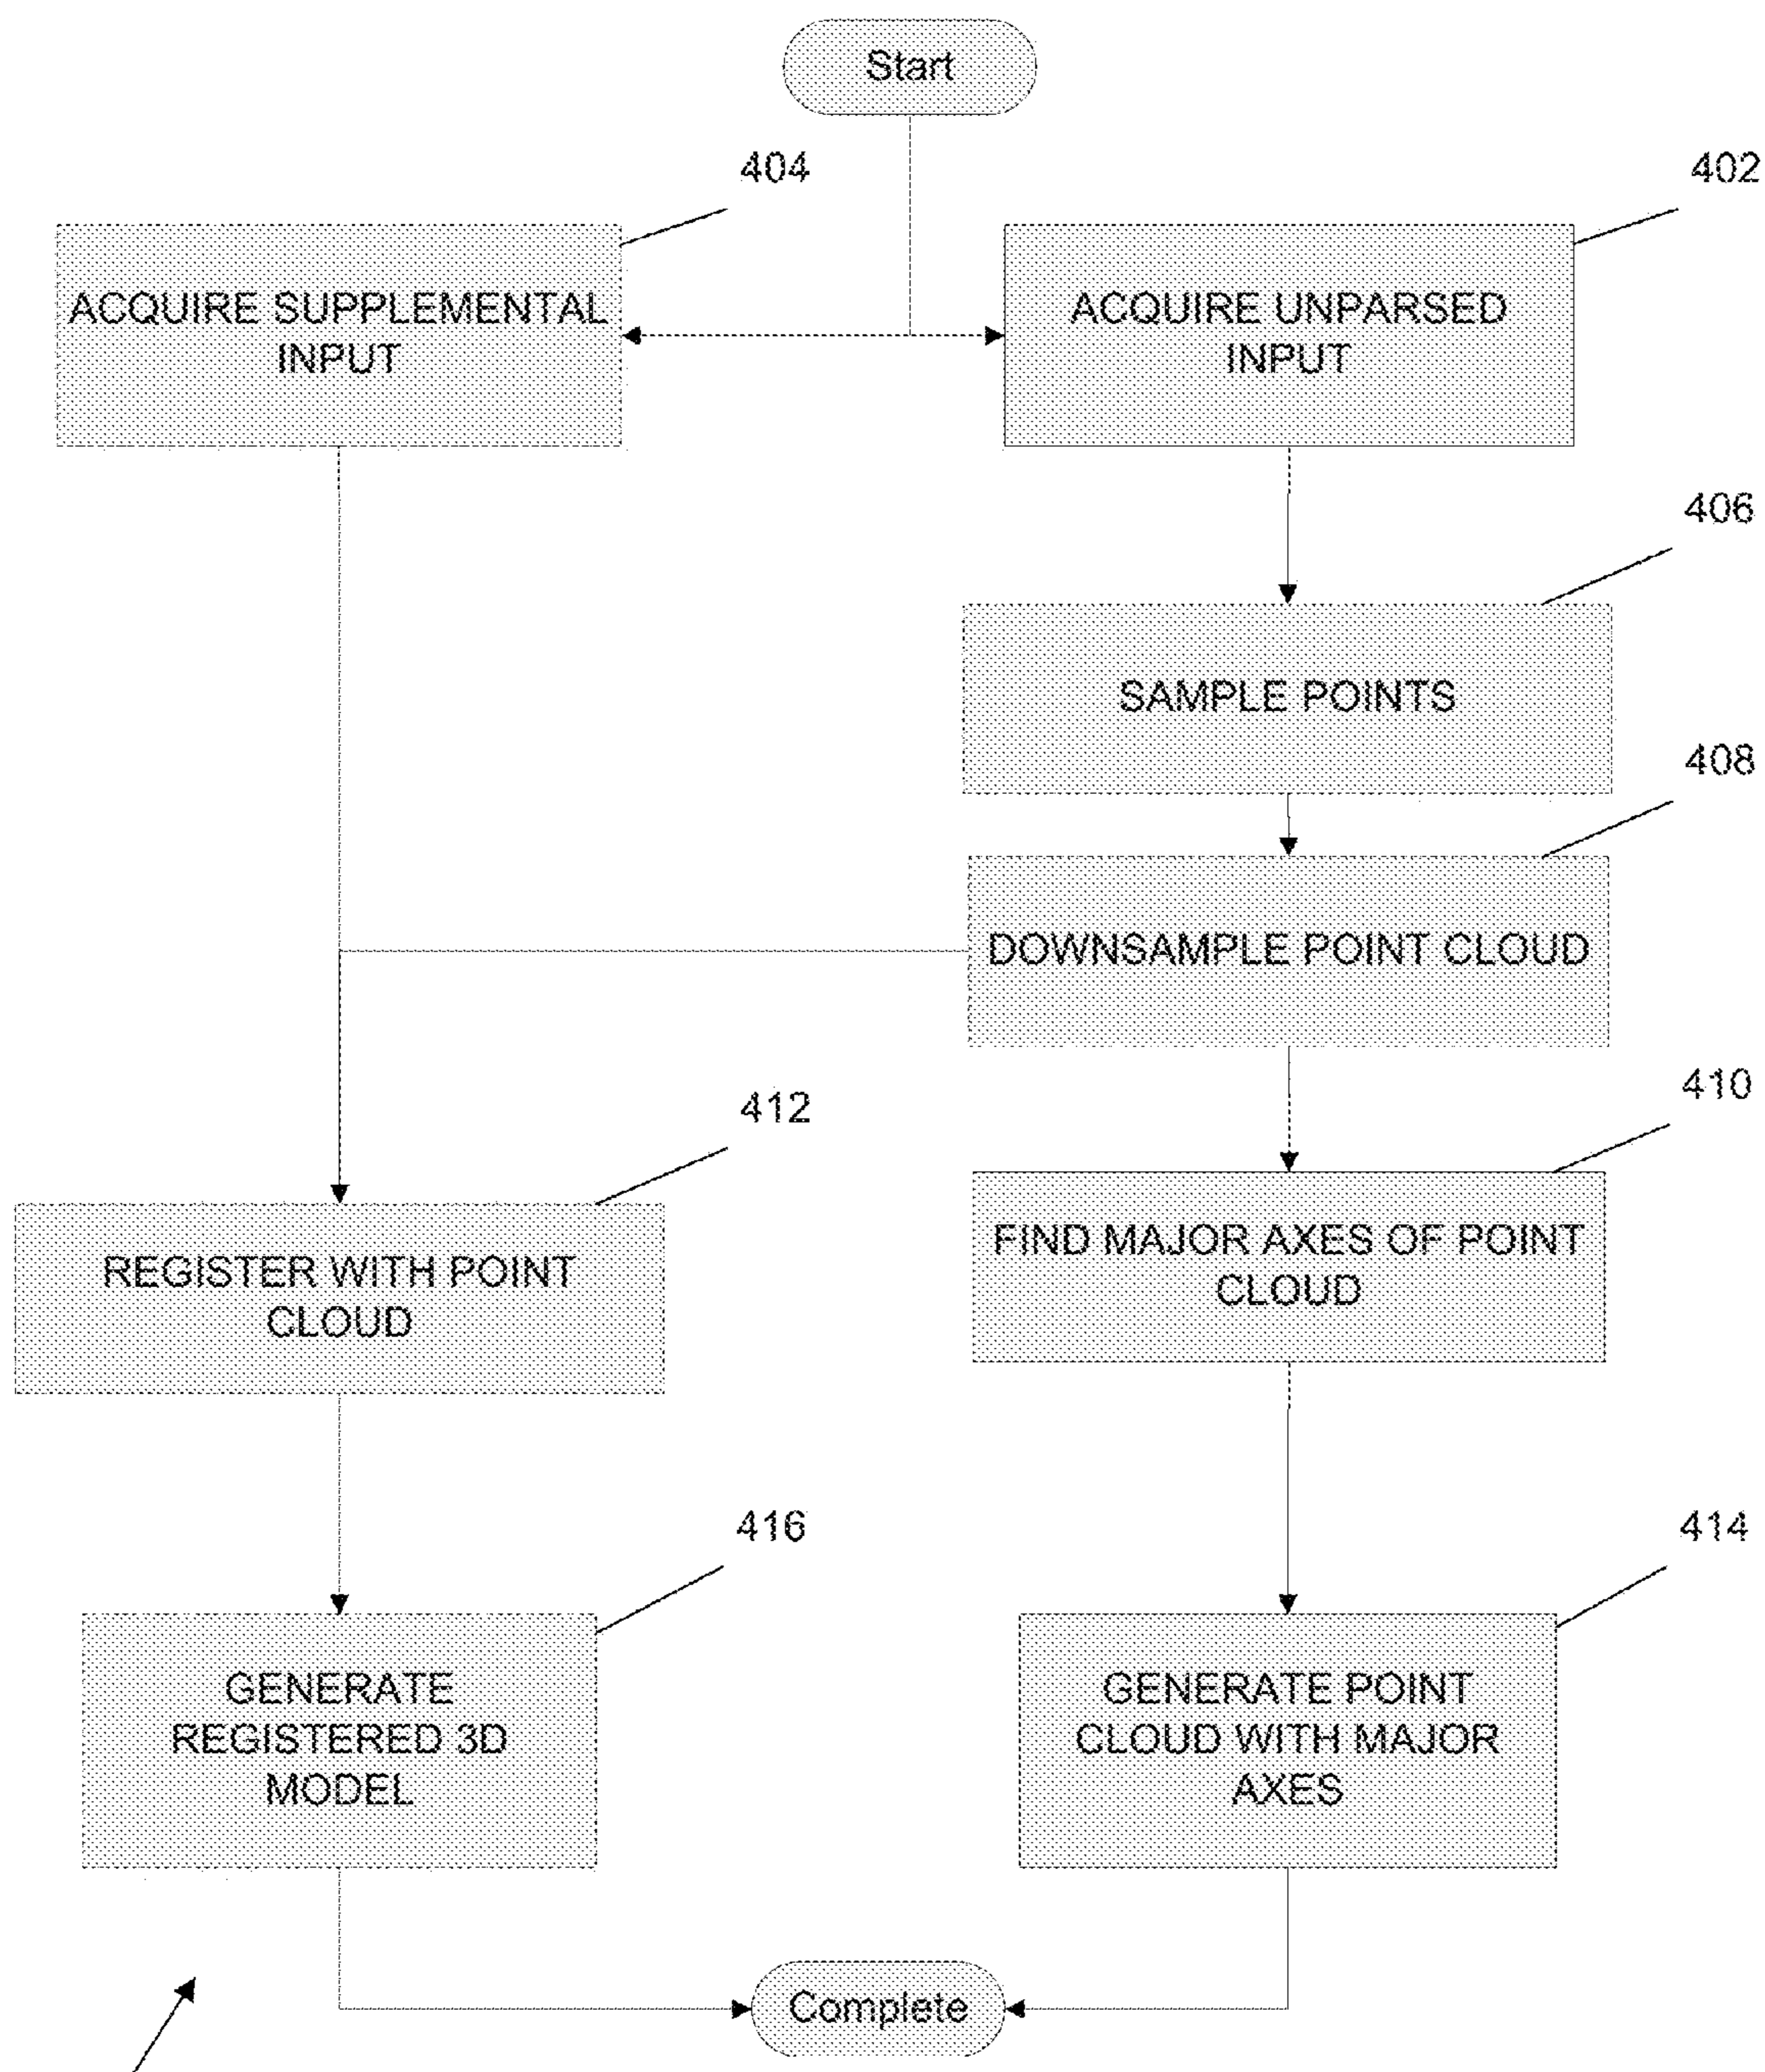 Start
404
402
ACQUIRE SUPPLEMENTAL
INPUT
ACQUIRE UNPARSED
INPUT
406
SAMPLE POINTS
408
DOWNSAMPLE POINT CLOUD
412
410
REGISTER WITH POINT
CLOUD
FIND MAJOR AXES OF POINT
CLOUD
416
414
GENERATE
REGISTERED 3D
MODEL
GENERATE POINT
CLOUD WITH MAJOR
AXES
Complete